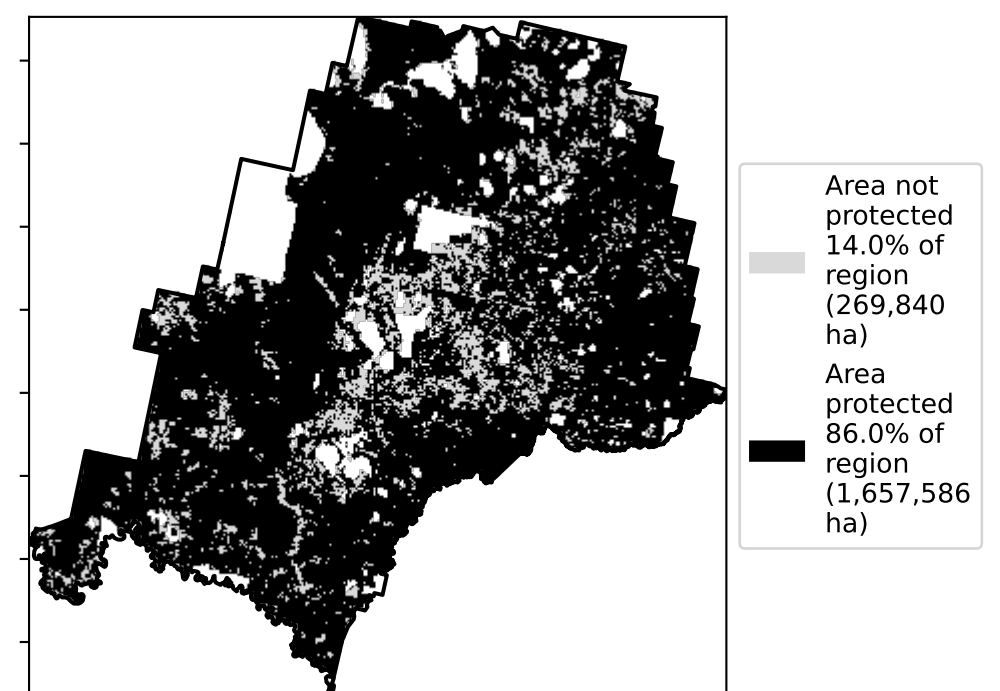 Area not
protected
14.0% of
region
(269,840
ha)
Area
protected
86.0% of
region
(1,657,586
ha)